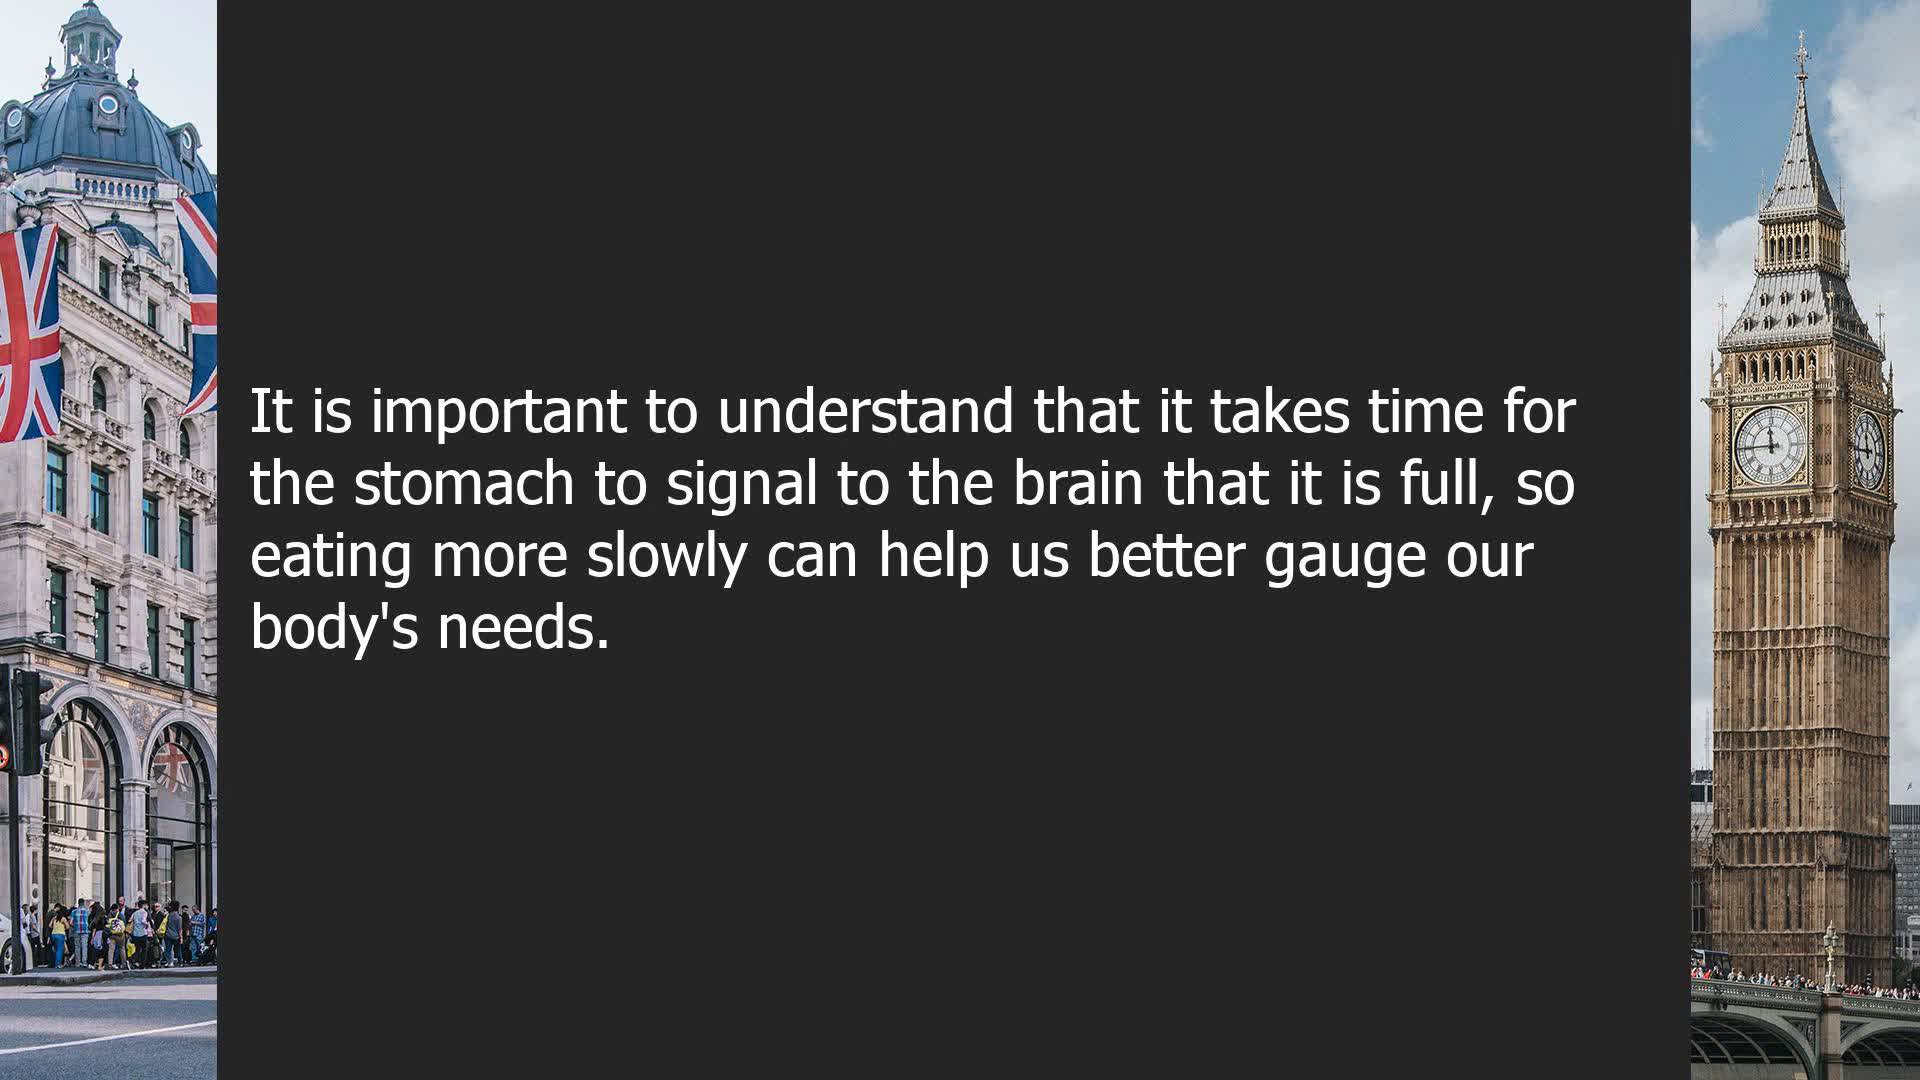 It is important to understand that it takes time for
the stomach to signal to the brain that it is full, so
eating more slowly can help us better gauge our
body's needs.